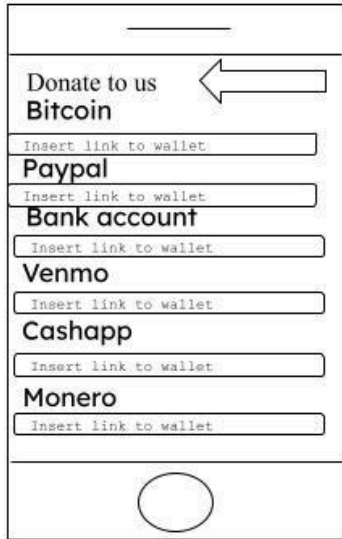 Donate to us
Bitcoin
Insert link to wallet
Paypal
Insert link to wallet
Bank account
Insert link to wallet
Venmo
Insert link to wallet
Cashapp
Insert link to wallet
Monero
Insert link to wallet